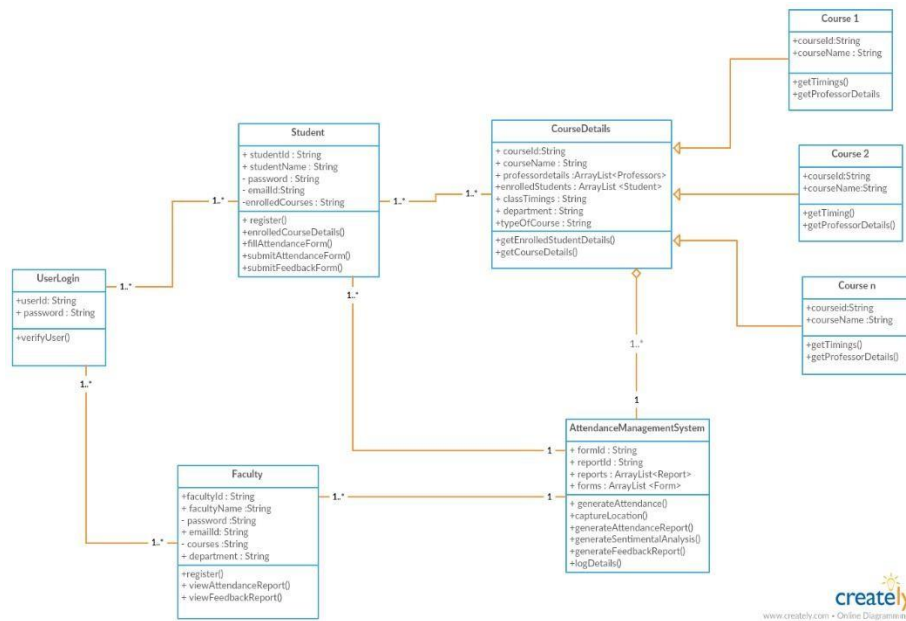 Course 1
+courseId:String
+courseName : String
+getTimings()
+getProfessorDetails
Student
+ studentId : String
+ studentName : String
- password : String
- emailId:String
-enrolledCourses : String
+ register()
+enrolledCourseDetails()
+fillAttendanceForm()
+submitAttendanceForm()
+submitFeedbackForm()
CourseDetails
+ courseId:String
+ courseName : String
+ professordetails :ArrayList<Professors>
+enrolledStudents : ArrayList <Student>
+ classTimings : String
+ department : String
+typeOfCourse : String
+getEnrolledStudentDetails()
+getCourseDetails()
Course 2
+courseId:String
+courseName:String
+getTiming()
+getProfesorDetails()
1..*
1..*
1..*
UserLogin
+userId: String
+ password : String
+verifyUser()
1..*
1..*
Course n
+courseid:String
+courseName :String
+getTimings()
+getProfesorDetails()
1..*
1..*
1
AttendanceManagementSystem
+ formId : String
+ reportId : String
+ reports : ArrayList<Report>
+ forms : ArrayList <Form>
+ generateAttendance()
+captureLocation()
+generateAttendanceReport()
+generateSentimentalAnalysis()
+generateFeedbackReport()
+logDetails()
1
Faculty
+facultyId : String
+ facultyName :String
- password :String
+ emailId : String
- courses :String
+ department : String
+register()
+ viewAttendanceReport()
+ viewFeedbackReport()
1..*
1
1..*
creately
www.creately.com • Online Diagramming